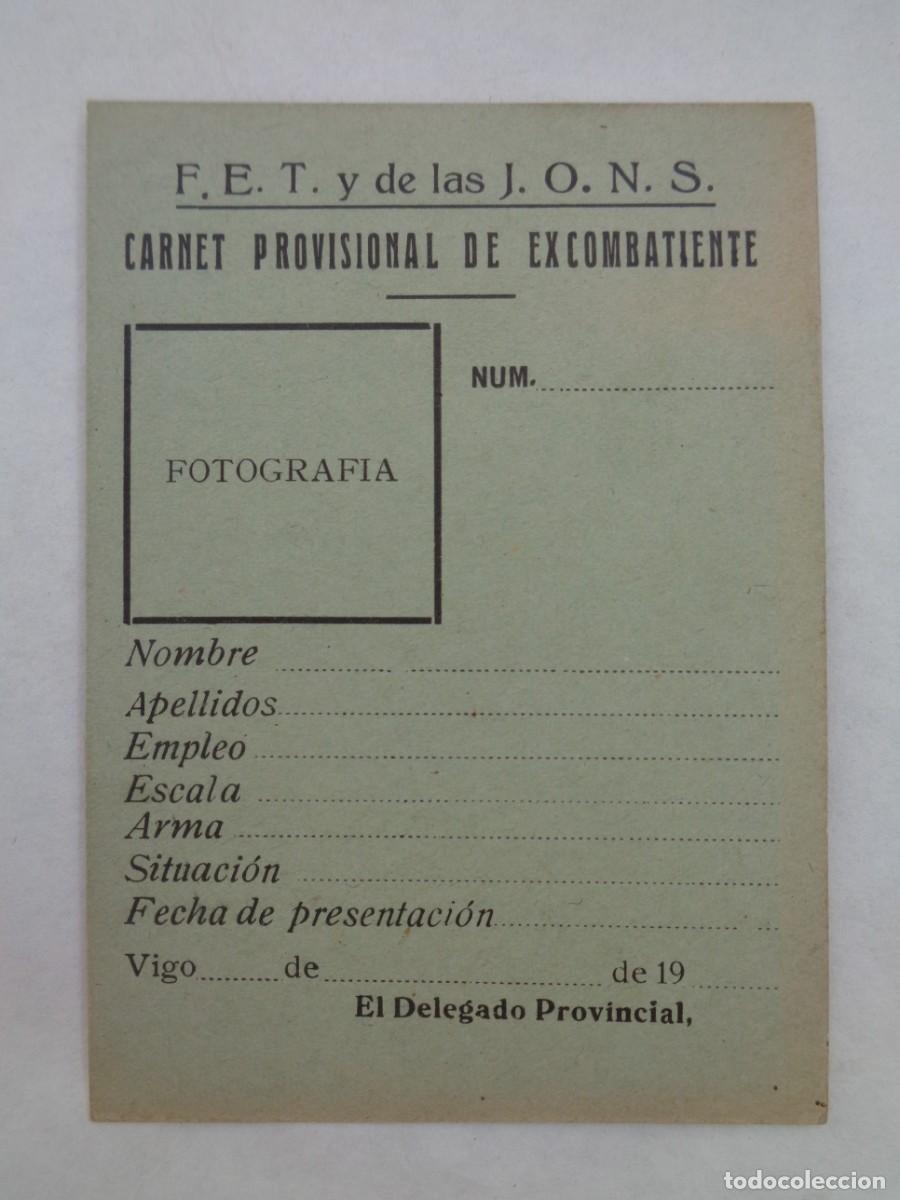 F. E. T. y de las J. O. N. S.
CARNET PROVISIONAL DE EXCOMBATIENTE
NUM.
FOTOGRAFIA
Nombre
Apellidos
Empleo
Escala
Arma
Situación
Fecha de presentación
Vigo de de 19
El Delegado Provincial,
todocoleccion